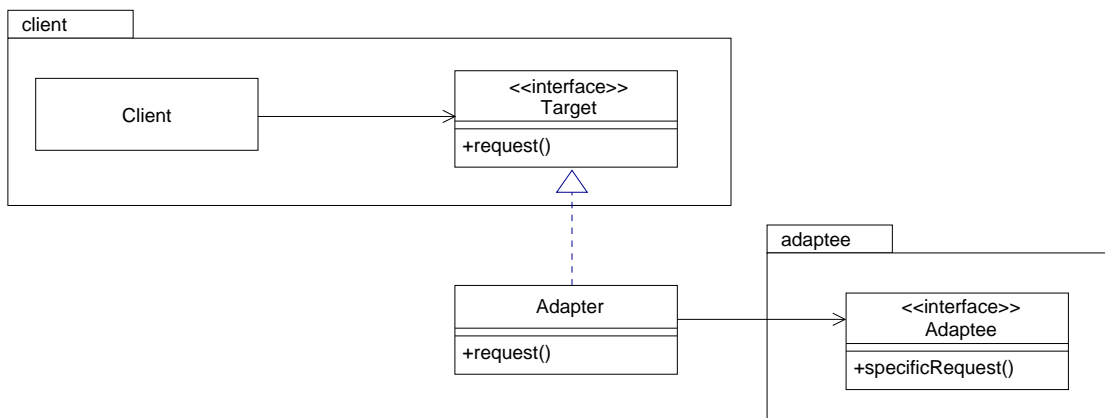 client
Client
<<interface>>
Target
+request()
adaptee
Adapter
+request()
<<interface>>
Adaptee
+specificRequest()